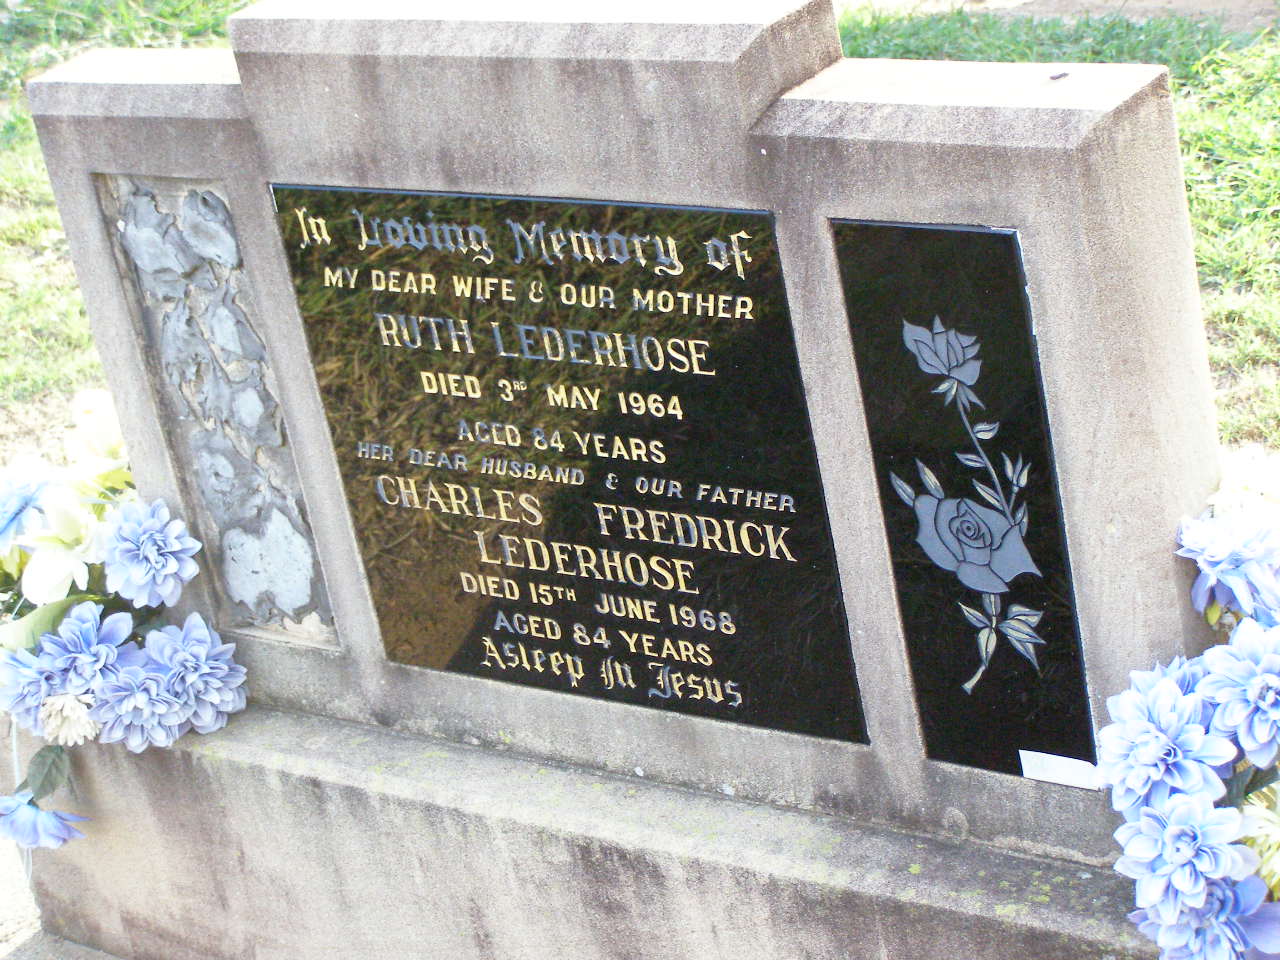 In Loving Memory of
MY DEAR WIFE & OUR MOTHER
RUTH LEDERHOSE
DIED 3RD MAY 1964
AGED 84 YEARS
HER DEAR HUSBAND & OUR FATHER
CHARLES FREDRICK
LEDERHOSE
DIED 15TH JUNE 1968
AGED 84 YEARS
Asleep In Jesus